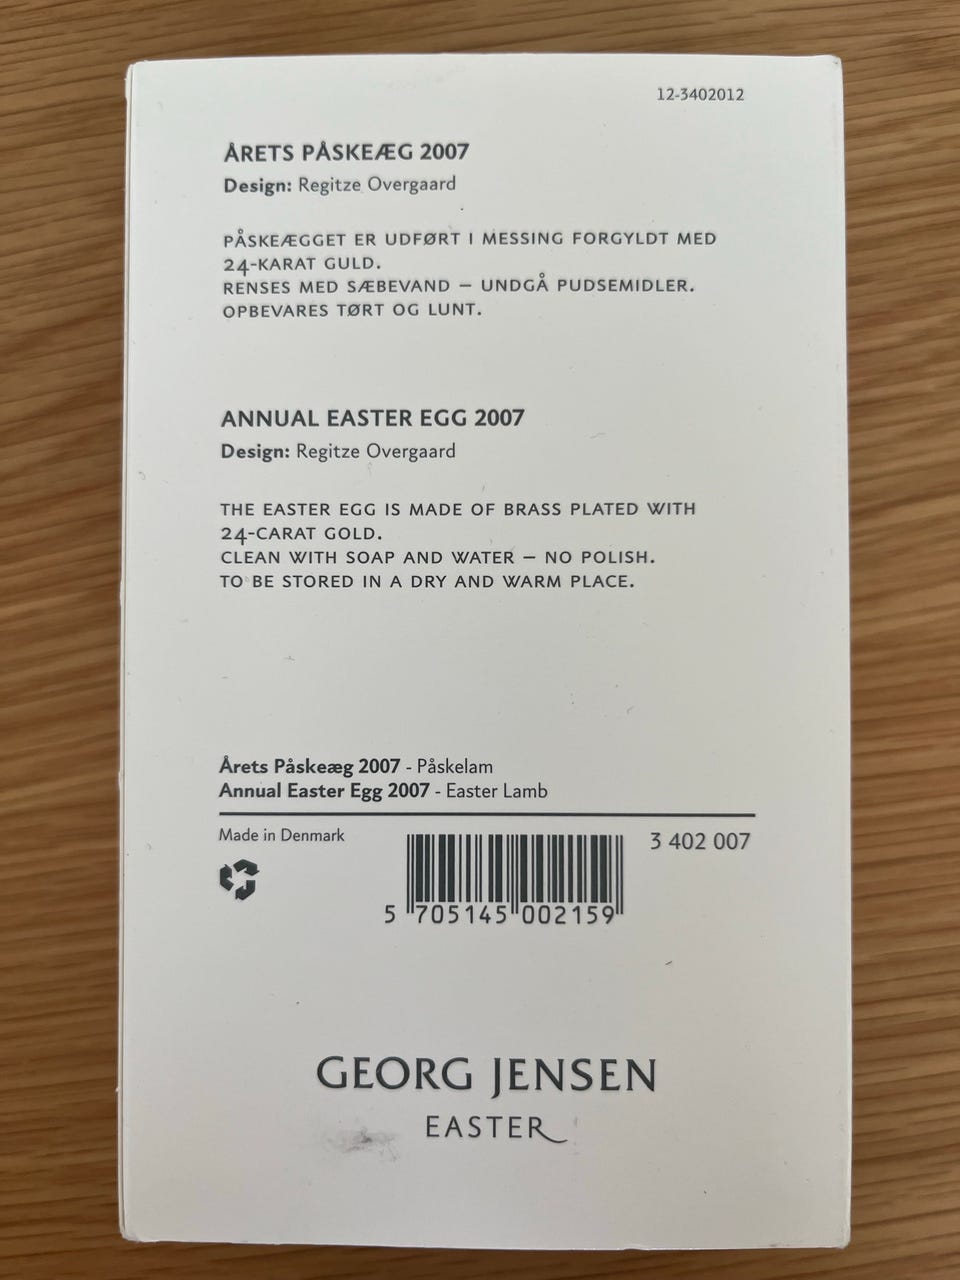 12-3402012
ÅRETS PÅSKEÆG 2007
Design: Regitze Overgaard
PÅSKEÆGGET ER UDFØRT I MESSING FORGYLDT MED
24-KARAT GULD.
RENSES MED SÆBEVAND – UNDGÅ PUDSEMIDLER.
OPBEVARES TØRT OG LUNT.
ANNUAL EASTER EGG 2007
Design: Regitze Overgaard
THE EASTER EGG IS MADE OF BRASS PLATED WITH
24-CARAT GOLD.
CLEAN WITH SOAP AND WATER – NO POLISH.
TO BE STORED IN A DRY AND WARM PLACE.
Årets Påskeæg 2007 - Påskelam
Annual Easter Egg 2007 - Easter Lamb
Made in Denmark
3 402 007
5 705145 002159
GEORG JENSEN
EASTER